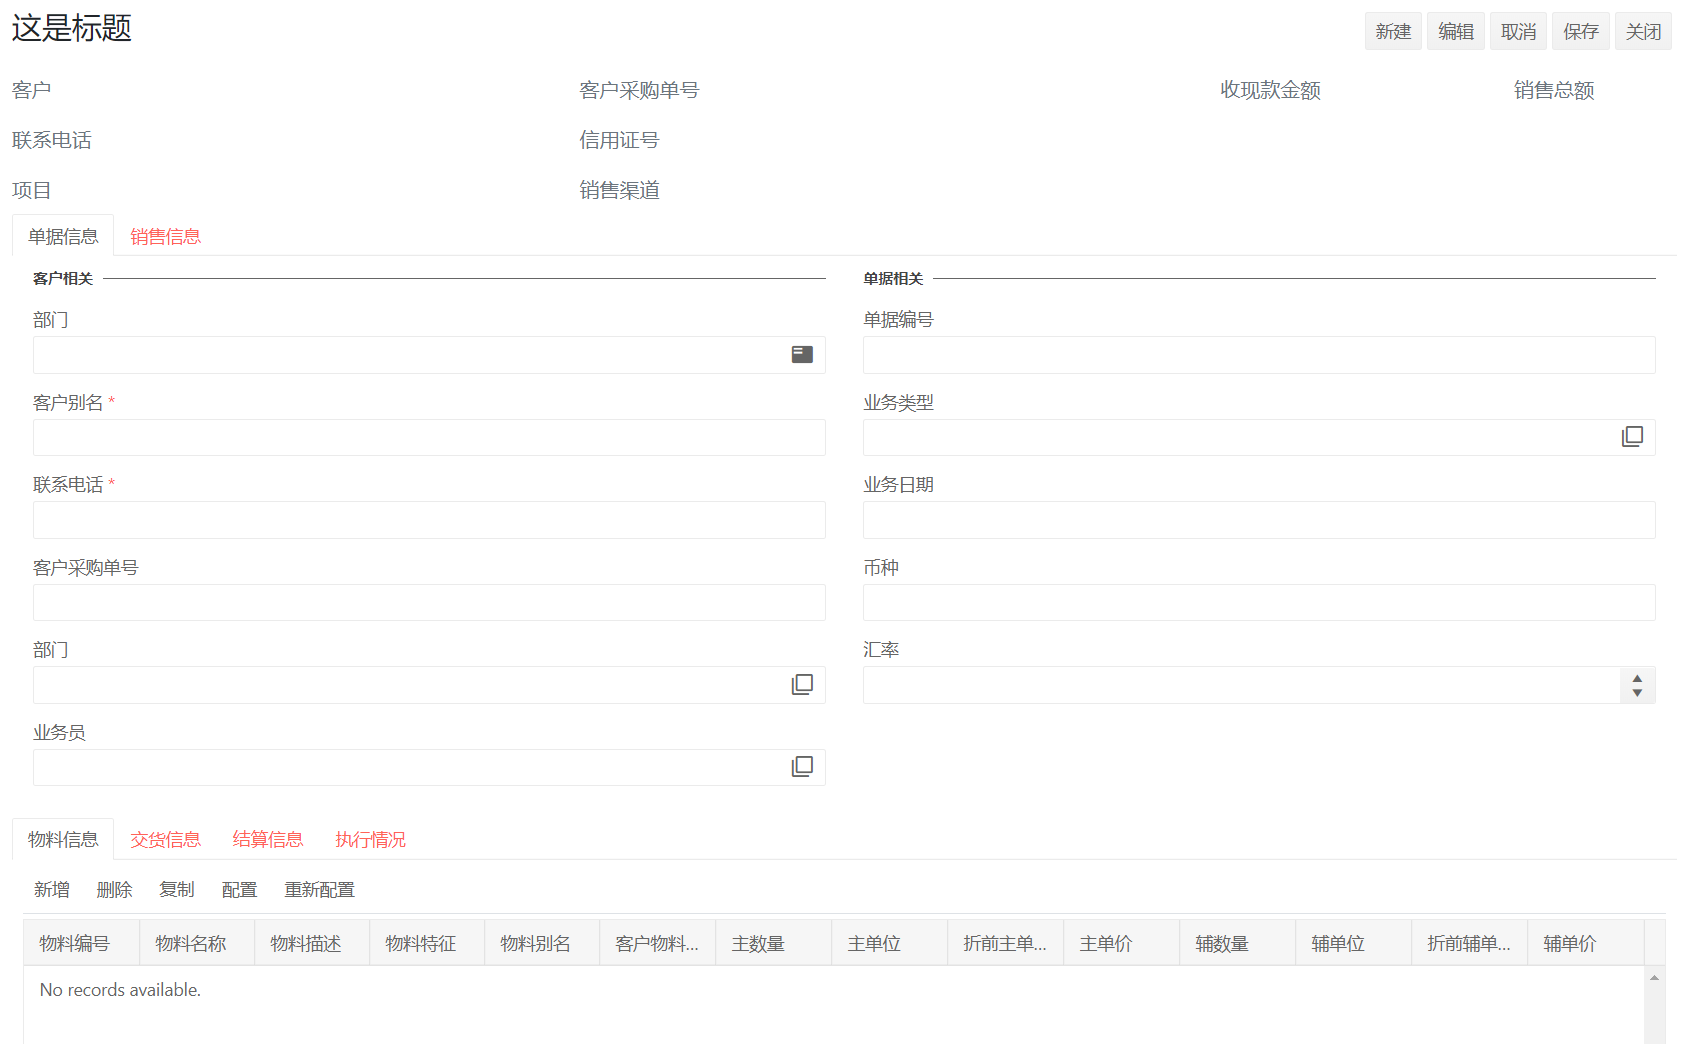 这是标题
新建 编辑 取消 保存 关闭
客户 客户采购单号 收现款金额 销售总额
联系电话 信用证号
项目 销售渠道
单据信息 销售信息
客户相关
部门
客户别名 *
联系电话 *
客户采购单号
部门
业务员
单据相关
单据编号
业务类型
业务日期
币种
汇率
物料信息 交货信息 结算信息 执行情况
新增 删除 复制 配置 重新配置
物料编号 物料名称 物料描述 物料特征 物料别名 客户物料... 主数量 主单位 折前主单... 主单价 辅数量 辅单位 折前辅单... 辅单价
No records available.